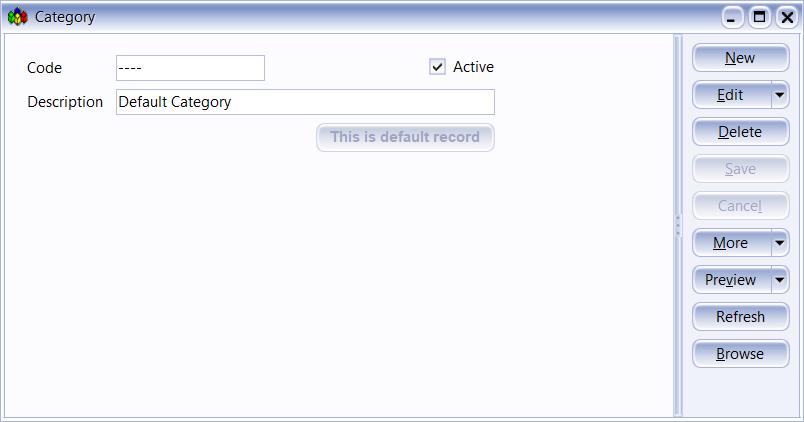 Category
Code
----
Active
Description
Default Category
This is default record
New
Edit
Delete
Save
Cancel
More
Preview
Refresh
Browse